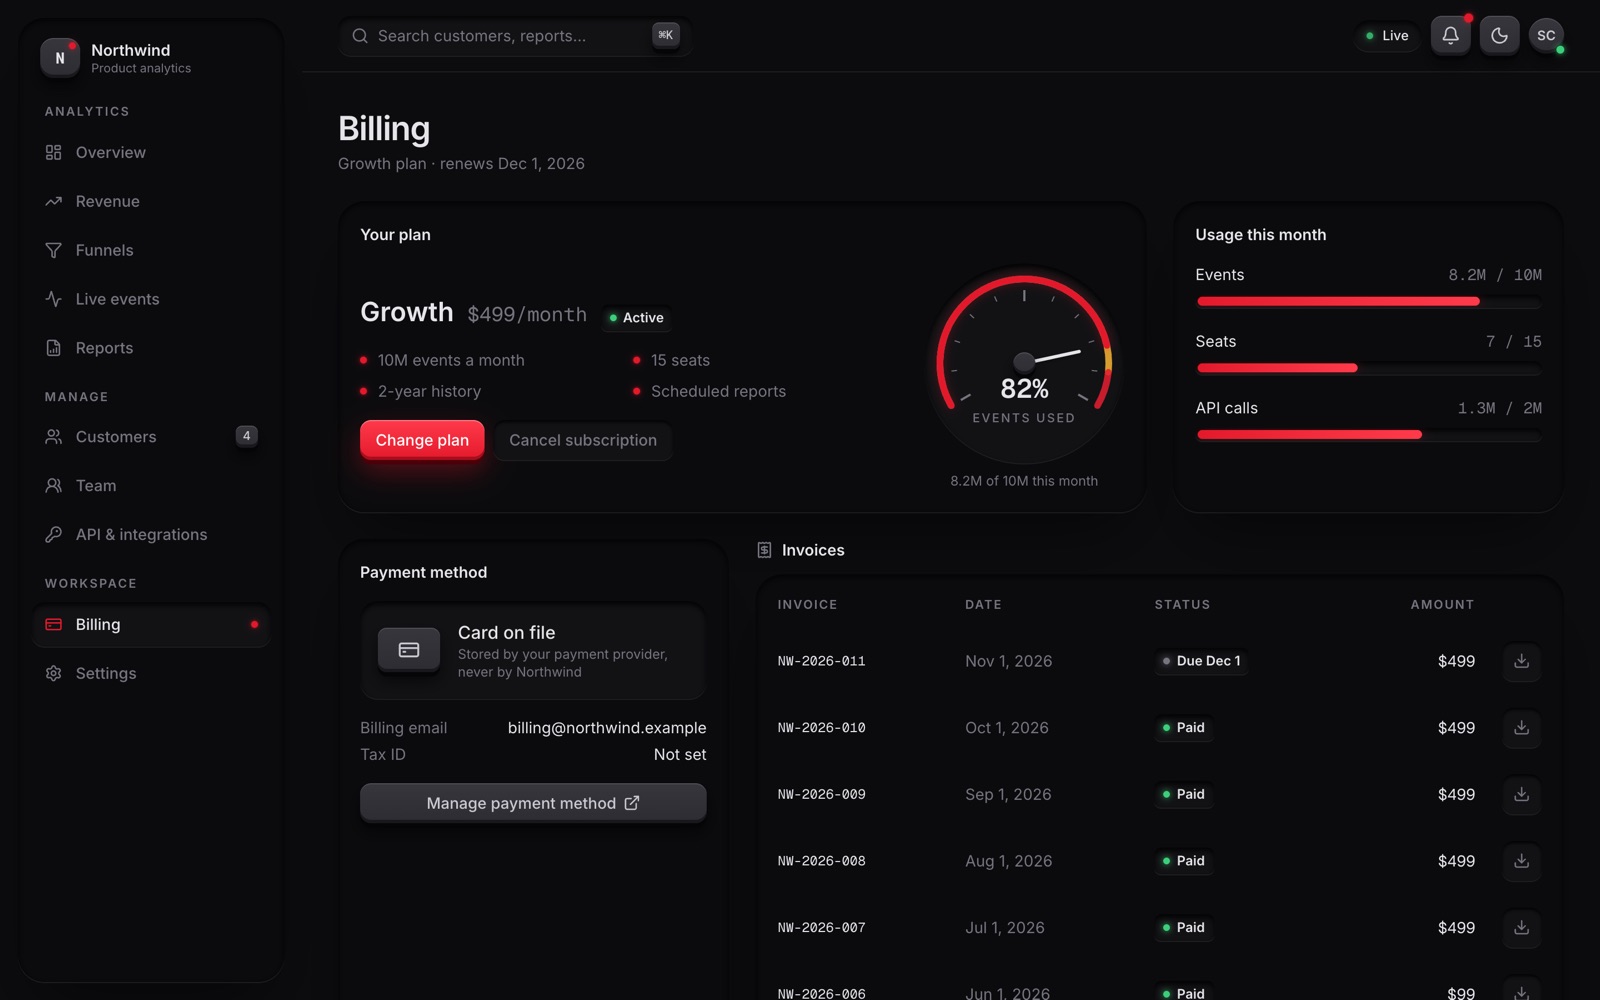 N
Northwind
Product analytics
ANALYTICS
Overview
Revenue
Funnels
Live events
Reports
MANAGE
Customers 4
Team
API & integrations
WORKSPACE
Billing
Settings
Search customers, reports... ⌘K
Live
SC
Billing
Growth plan · renews Dec 1, 2026
Your plan
Growth $499/month Active
10M events a month
15 seats
2-year history
Scheduled reports
Change plan
Cancel subscription
82%
EVENTS USED
8.2M of 10M this month
Usage this month
Events 8.2M / 10M
Seats 7 / 15
API calls 1.3M / 2M
Payment method
Card on file
Stored by your payment provider,
never by Northwind
Billing email billing@northwind.example
Tax ID Not set
Manage payment method
Invoices
INVOICE DATE STATUS AMOUNT
NW-2026-011 Nov 1, 2026 Due Dec 1 $499
NW-2026-010 Oct 1, 2026 Paid $499
NW-2026-009 Sep 1, 2026 Paid $499
NW-2026-008 Aug 1, 2026 Paid $499
NW-2026-007 Jul 1, 2026 Paid $499
NW-2026-006 Jun 1, 2026 Paid $99